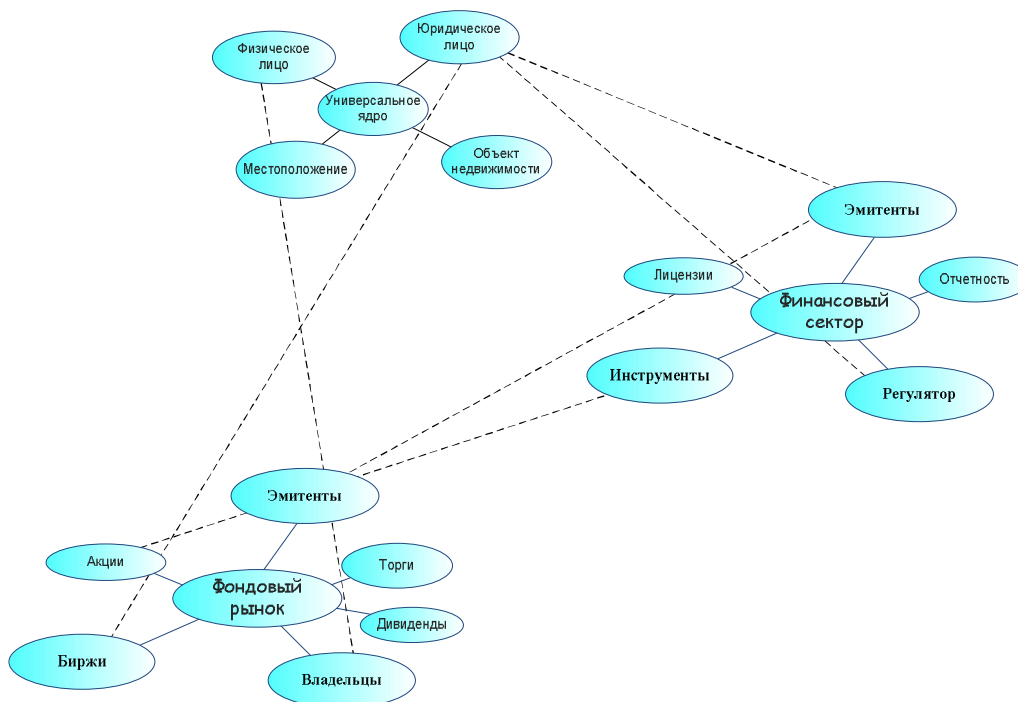 Юридическое
лицо
Физическое
лицо
Универсальное
ядро
Объект
недвижимости
Местоположение
Эмитенты
Лицензии
Отчетность
Финансовый
сектор
Инструменты
Регулятор
Эмитенты
Акции
Торги
Фондовый
рынок
Дивиденды
Биржи
Владельцы